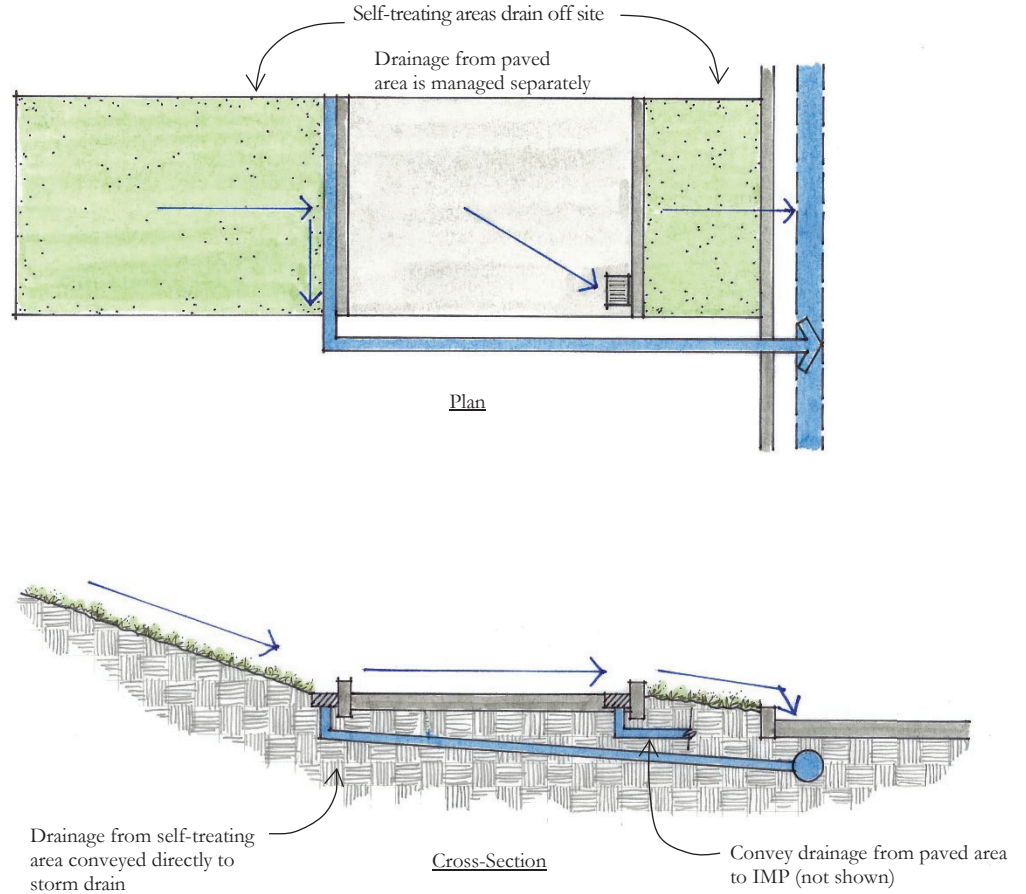 Self-treating areas drain off site
Drainage from paved
area is managed separately
Plan
Drainage from self-treating
area conveyed directly to
storm drain
Cross-Section
Convey drainage from paved area
to IMP (not shown)